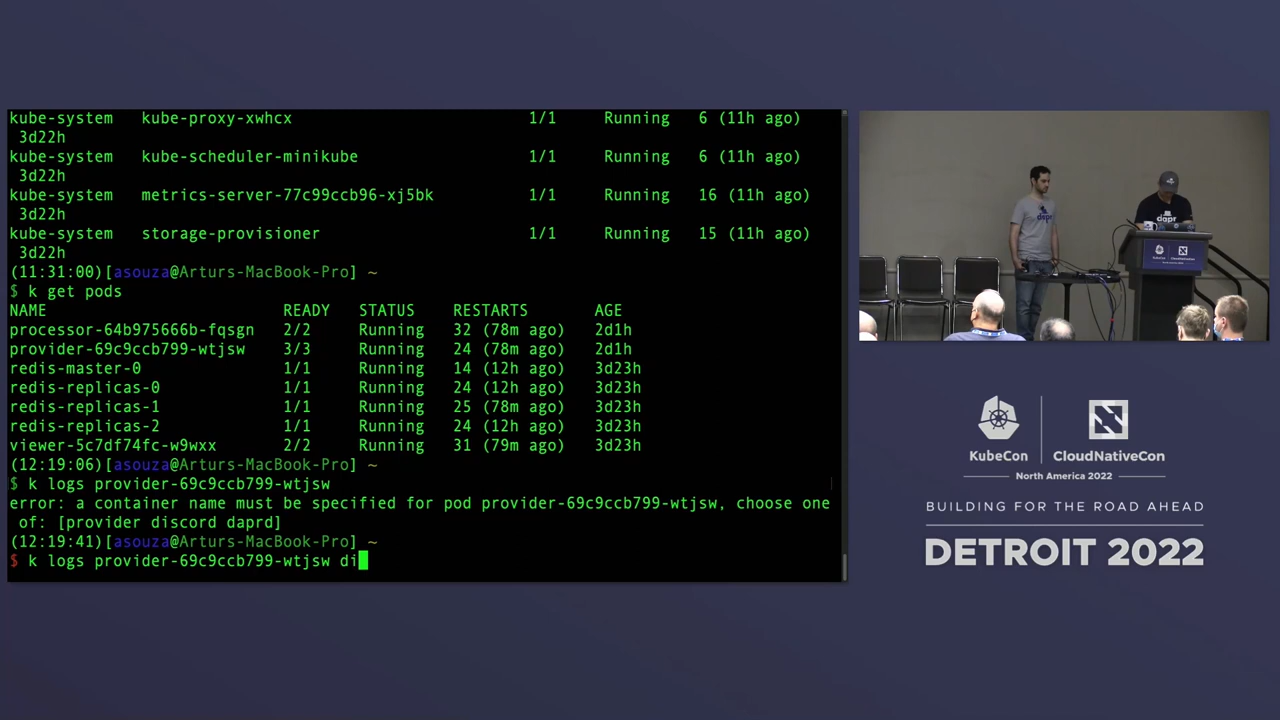 kube-system   kube-proxy-xwhcx                         1/1     Running   6 (11h ago)
 3d22h
kube-system   kube-scheduler-minikube                  1/1     Running   6 (11h ago)
 3d22h
kube-system   metrics-server-77c99ccb96-xj5bk          1/1     Running   16 (11h ago)
 3d22h
kube-system   storage-provisioner                      1/1     Running   15 (11h ago)
 3d22h
(11:31:00)[asouza@Arturs-MacBook-Pro] ~
$ k get pods
NAME                         READY   STATUS    RESTARTS       AGE
processor-64b975666b-fqsgn   2/2     Running   32 (78m ago)   2d1h
provider-69c9ccb799-wtjsw    3/3     Running   24 (78m ago)   2d1h
redis-master-0               1/1     Running   14 (12h ago)   3d23h
redis-replicas-0             1/1     Running   24 (12h ago)   3d23h
redis-replicas-1             1/1     Running   25 (78m ago)   3d23h
redis-replicas-2             1/1     Running   24 (12h ago)   3d23h
viewer-5c7df74fc-w9wxx       2/2     Running   31 (79m ago)   3d23h
(12:19:06)[asouza@Arturs-MacBook-Pro] ~
$ k logs provider-69c9ccb799-wtjsw
error: a container name must be specified for pod provider-69c9ccb799-wtjsw, choose one
 of: [provider discord daprd]
(12:19:41)[asouza@Arturs-MacBook-Pro] ~
$ k logs provider-69c9ccb799-wtjsw di
dapr
KubeCon
CloudNativeCon
North America 2022
BUILDING FOR THE ROAD AHEAD
DETROIT 2022